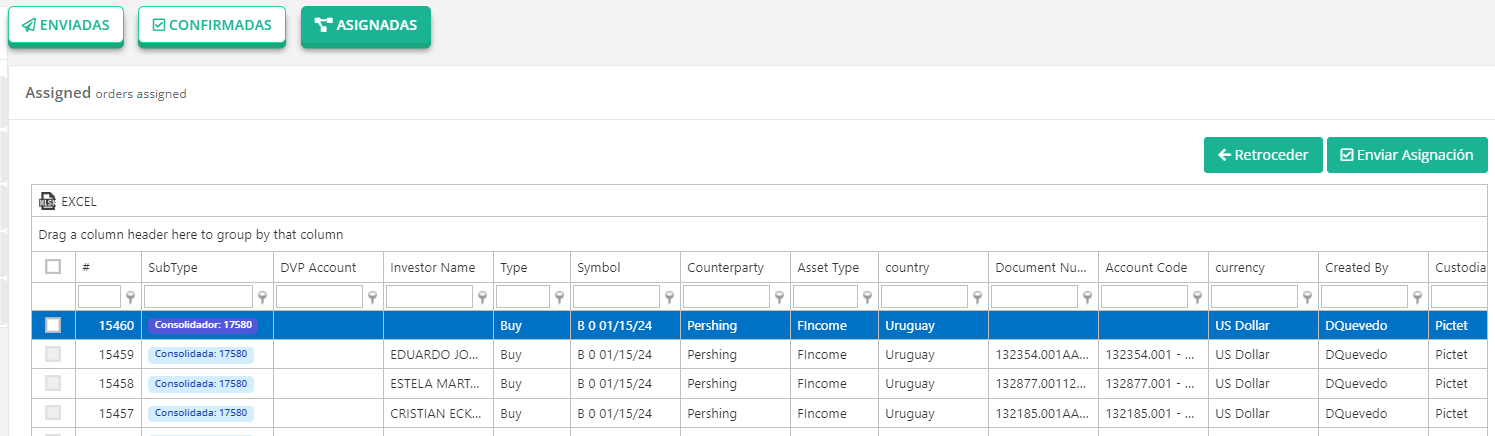 ENVIADAS CONFIRMADAS ASIGNADAS
Assigned orders assigned
Retroceder Enviar Asignación
XLSX EXCEL
Drag a column header here to group by that column
# SubType DVP Account Investor Name Type Symbol Counterparty Asset Type country Document Nu... Account Code currency Created By Custodia
15460 Consolidador: 17580 Buy B 0 01/15/24 Pershing FIncome Uruguay US Dollar DQuevedo Pictet
15459 Consolidada: 17580 EDUARDO JO... Buy B 0 01/15/24 Pershing FIncome Uruguay 132354.001AA... 132354.001 - ... US Dollar DQuevedo Pictet
15458 Consolidada: 17580 ESTELA MART... Buy B 0 01/15/24 Pershing FIncome Uruguay 132877.00112... 132877.001 - ... US Dollar DQuevedo Pictet
15457 Consolidada: 17580 CRISTIAN ECK... Buy B 0 01/15/24 Pershing FIncome Uruguay 132185.001AA... 132185.001 - ... US Dollar DQuevedo Pictet